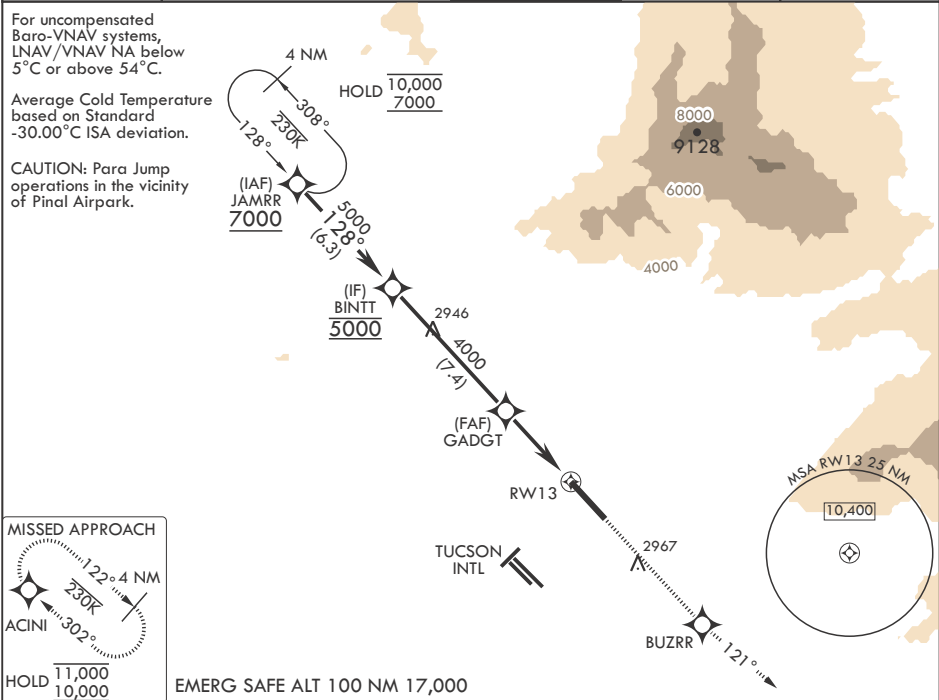 For uncompensated
Baro-VNAV systems,
LNAV/VNAV NA below
5°C or above 54°C.
Average Cold Temperature
based on Standard
-30.00°C ISA deviation.
CAUTION: Para Jump
operations in the vicinity
of Pinal Airpark.
4 NM
308°
230K
128°
HOLD 10,000
7000
(IAF)
JAMRR
7000
5000
128°
(6.3)
(IF)
BINTT
5000
2946
4000
(7.4)
(FAF)
GADGT
RW13
TUCSON
INTL
2967
BUZRR
121°
8000
9128
6000
4000
MSA RW13 25 NM
10,400
MISSED APPROACH
122°
4 NM
230K
302°
ACINI
HOLD 11,000
10,000
EMERG SAFE ALT 100 NM 17,000